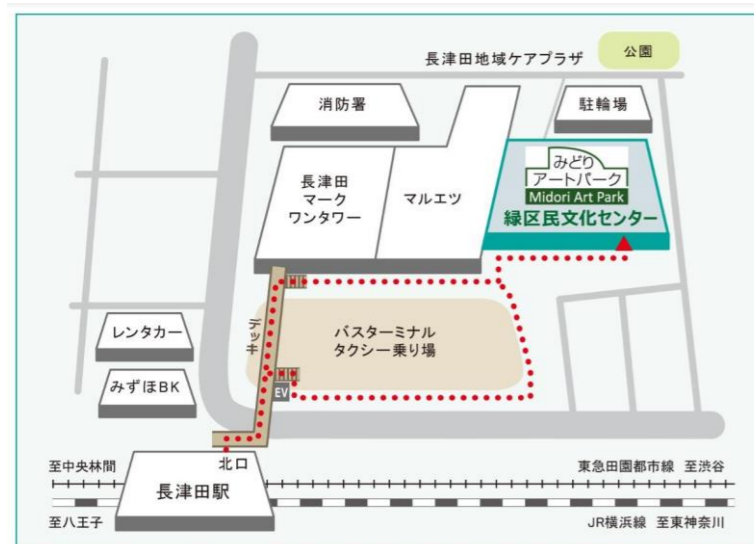 長津田地域ケアプラザ
公園
消防署
駐輪場
みどり
アートパーク
Midori Art Park
緑区民文化センター
長津田
マーク
ワンタワー
マルエツ
デッキ
バスターミナル
タクシー乗り場
レンタカー
みずほBK
EV
北口
至中央林間
東急田園都市線 至渋谷
長津田駅
至八王子
JR横浜線 至東神奈川